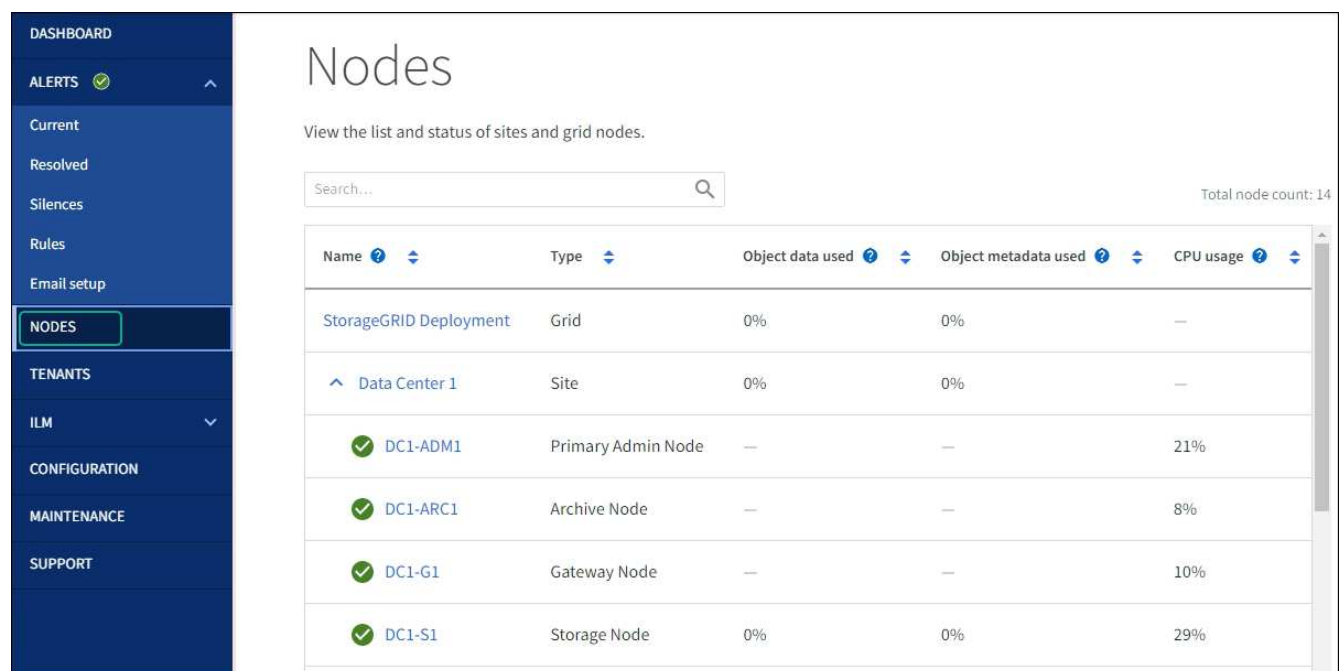 DASHBOARD
ALERTS
Current
Resolved
Silences
Rules
Email setup
NODES
TENANTS
ILM
CONFIGURATION
MAINTENANCE
SUPPORT
Nodes
View the list and status of sites and grid nodes.
Search...
Total node count: 14
Name ? Type Object data used ? Object metadata used ? CPU usage ?
StorageGRID Deployment Grid 0% 0% —
Data Center 1 Site 0% 0% —
DC1-ADM1 Primary Admin Node — — 21%
DC1-ARC1 Archive Node — — 8%
DC1-G1 Gateway Node — — 10%
DC1-S1 Storage Node 0% 0% 29%